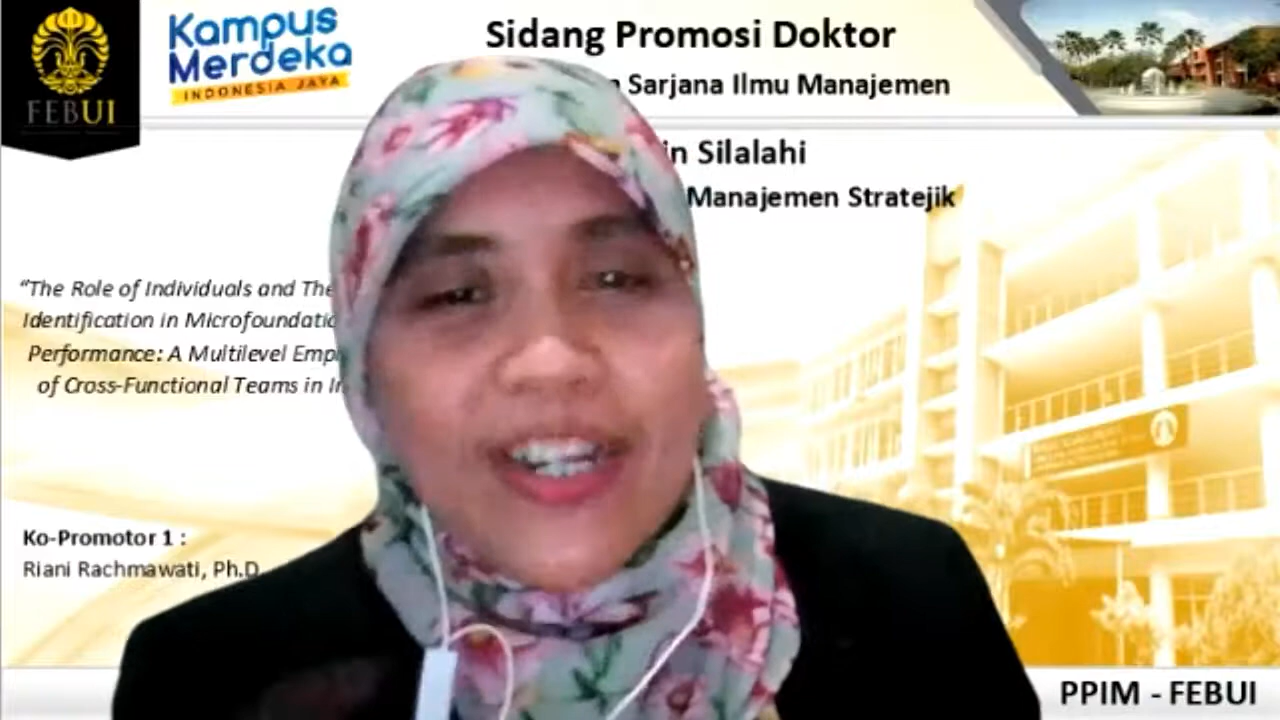 FEBUI
Kampus
Merdeka
INDONESIA JAYA
Sidang Promosi Doktor
Sarjana Ilmu Manajemen
in Silalahi
Manajemen Stratejik
“The Role of Individuals and The
Identification in Microfoundatio
Performance: A Multilevel Emp
of Cross-Functional Teams in In
Ko-Promotor 1 :
Riani Rachmawati, Ph.D
PPIM - FEBUI